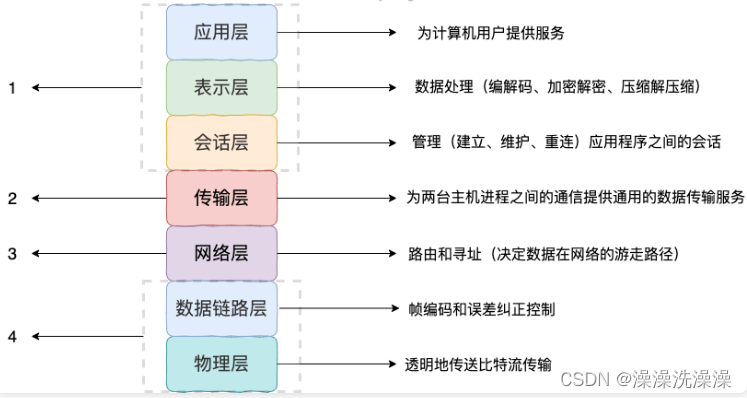 应用层
为计算机用户提供服务
1
表示层
数据处理（编解码、加密解密、压缩解压缩）
会话层
管理（建立、维护、重连）应用程序之间的会话
2
传输层
为两台主机进程之间的通信提供通用的数据传输服务
3
网络层
路由和寻址（决定数据在网络的游走路径）
数据链路层
帧编码和误差纠正控制
4
物理层
透明地传送比特流传输
CSDN @澡澡洗澡澡